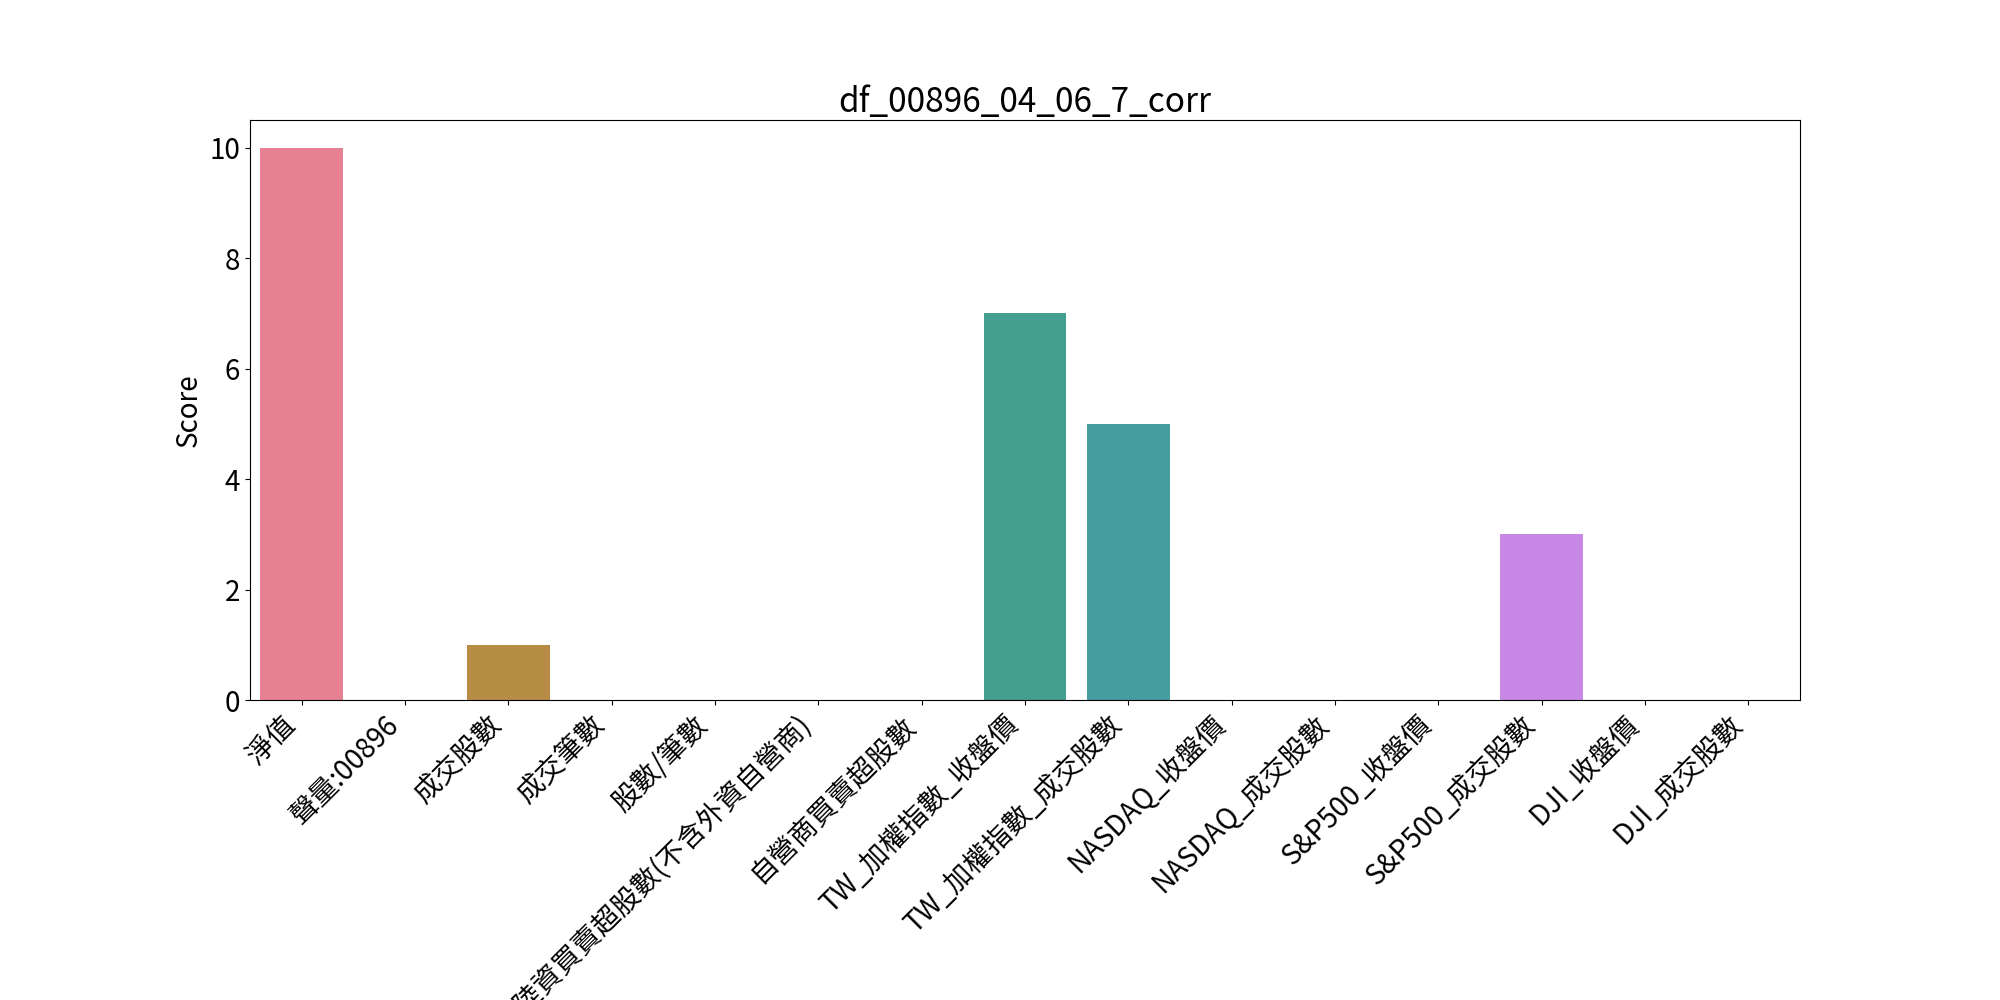 df_00896_04_06_7_corr
Score
10
8
6
4
2
0
淨值
聲量:00896
成交股數
成交筆數
股數/筆數
陸資買賣超股數(不含外資自營商)
自營商買賣超股數
TW_加權指數_收盤價
TW_加權指數_成交股數
NASDAQ_收盤價
NASDAQ_成交股數
S&P500_收盤價
S&P500_成交股數
DJI_收盤價
DJI_成交股數